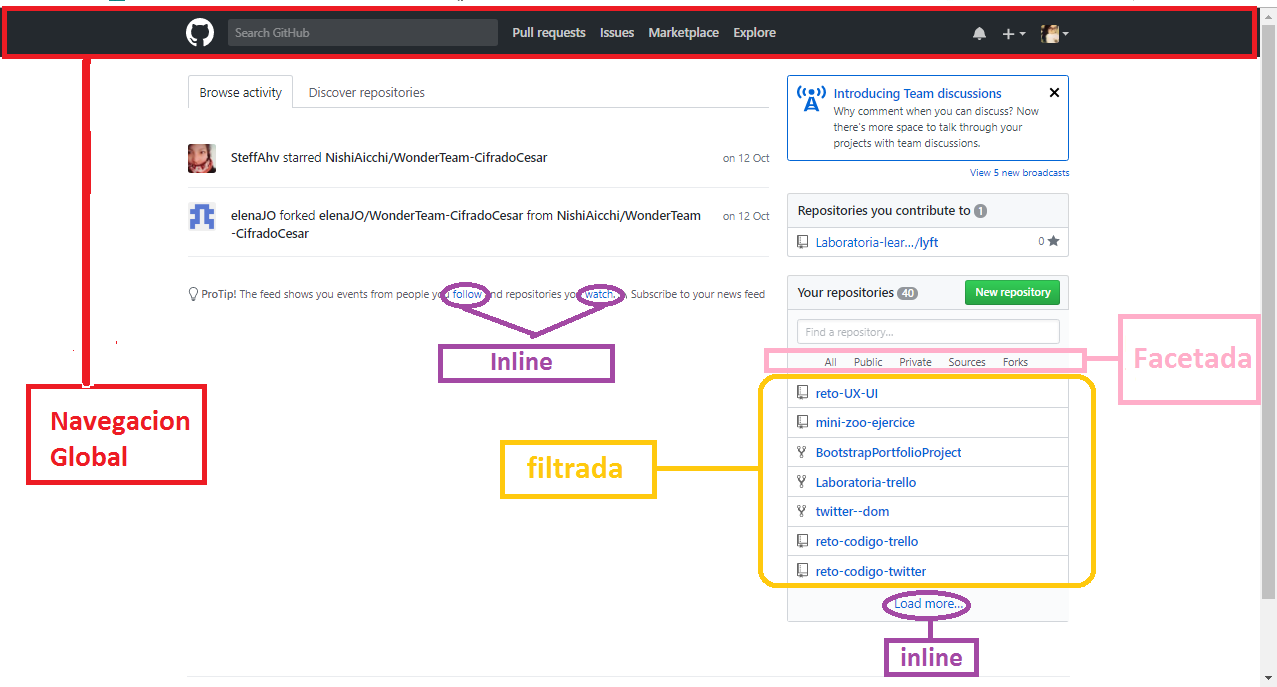 Search GitHub
Pull requests
Issues
Marketplace
Explore
Browse activity
Discover repositories
SteffAhv starred NishiAicchi/WonderTeam-CifradoCesar
on 12 Oct
elenaJO forked elenaJO/WonderTeam-CifradoCesar from NishiAicchi/WonderTeam
-CifradoCesar
on 12 Oct
ProTip! The feed shows you events from people you follow and repositories you watch. Subscribe to your news feed
Inline
Navegacion
Global
filtrada
Introducing Team discussions
Why comment when you can discuss? Now
there's more space to talk through your
projects with team discussions.
View 5 new broadcasts
Repositories you contribute to 1
Laboratoria-lear…/lyft
0
Your repositories 40
New repository
Find a repository…
All Public Private Sources Forks
Facetada
reto-UX-UI
mini-zoo-ejercice
BootstrapPortfolioProject
Laboratoria-trello
twitter--dom
reto-codigo-trello
reto-codigo-twitter
Load more…
inline